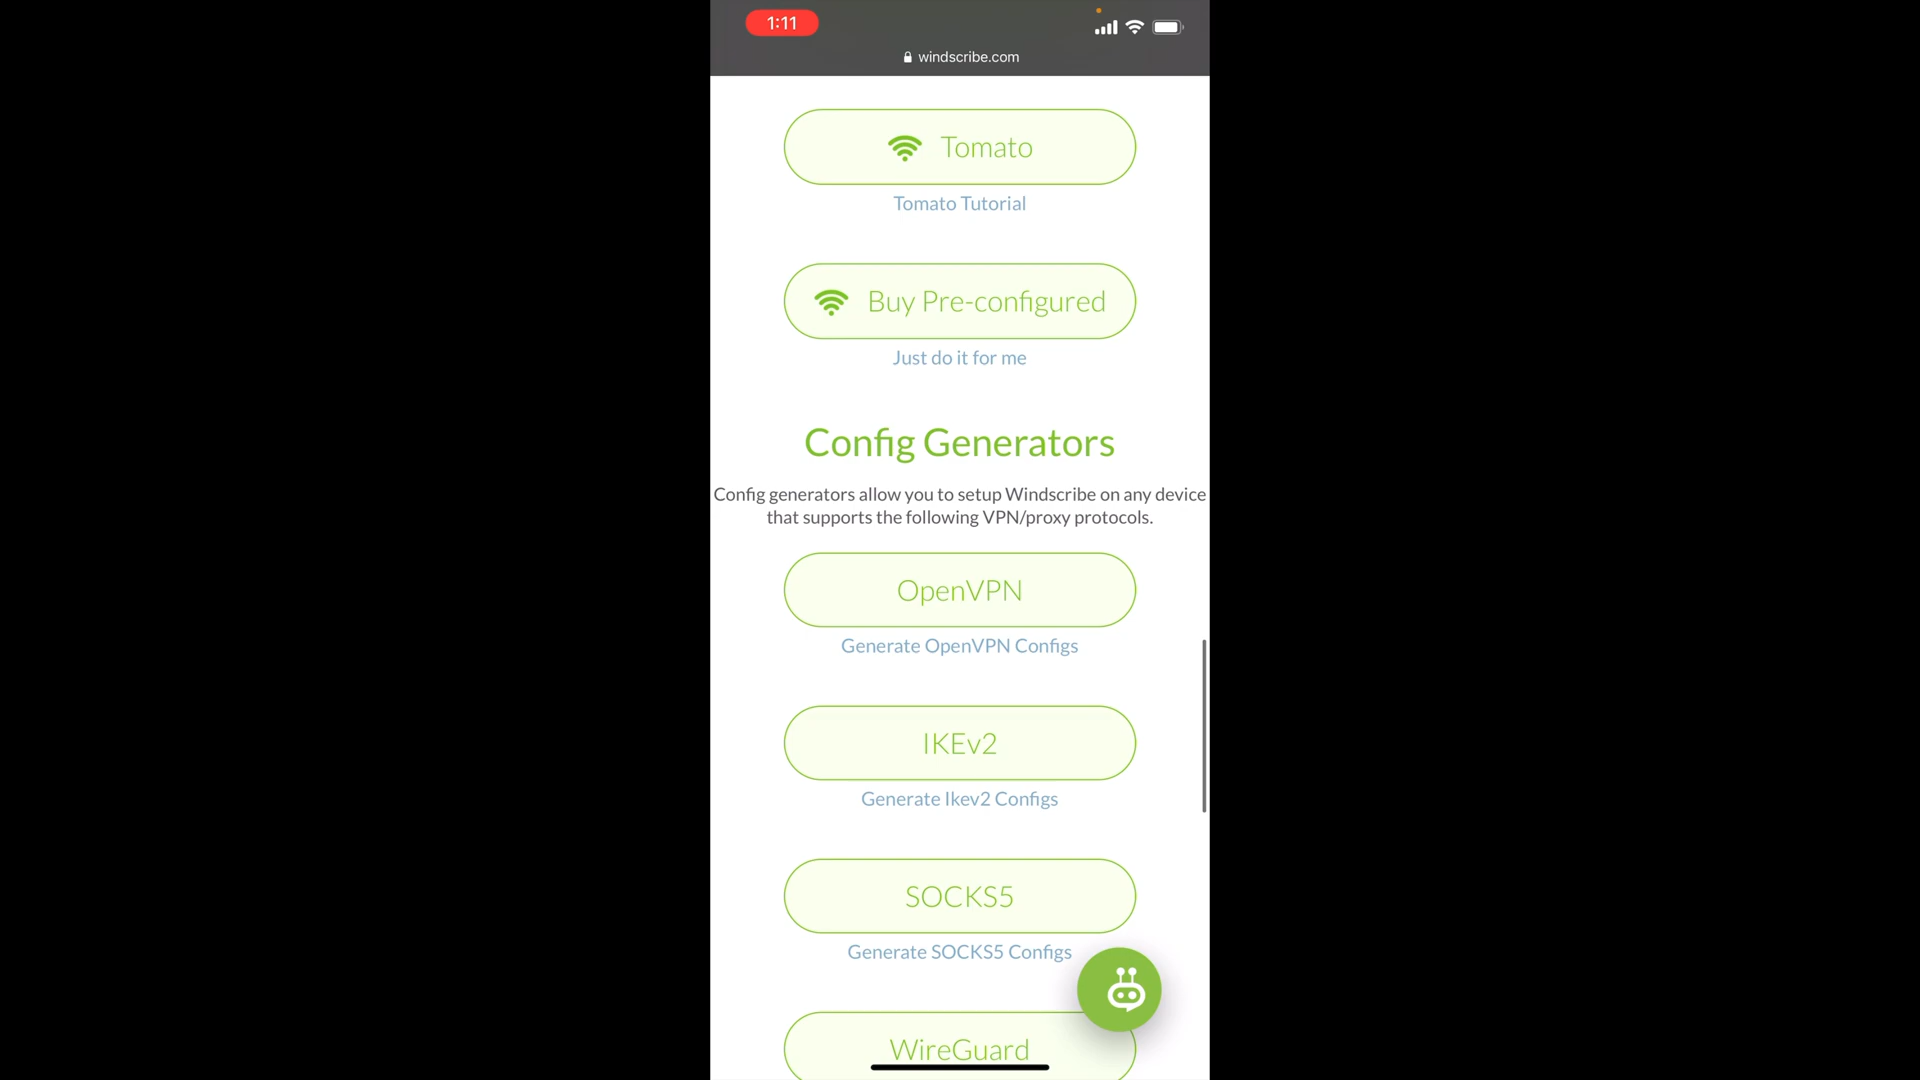 1:11
windscribe.com
Tomato
Tomato Tutorial
Buy Pre-configured
Just do it for me
Config Generators
Config generators allow you to setup Windscribe on any device
that supports the following VPN/proxy protocols.
OpenVPN
Generate OpenVPN Configs
IKEv2
Generate Ikev2 Configs
SOCKS5
Generate SOCKS5 Configs
WireGuard